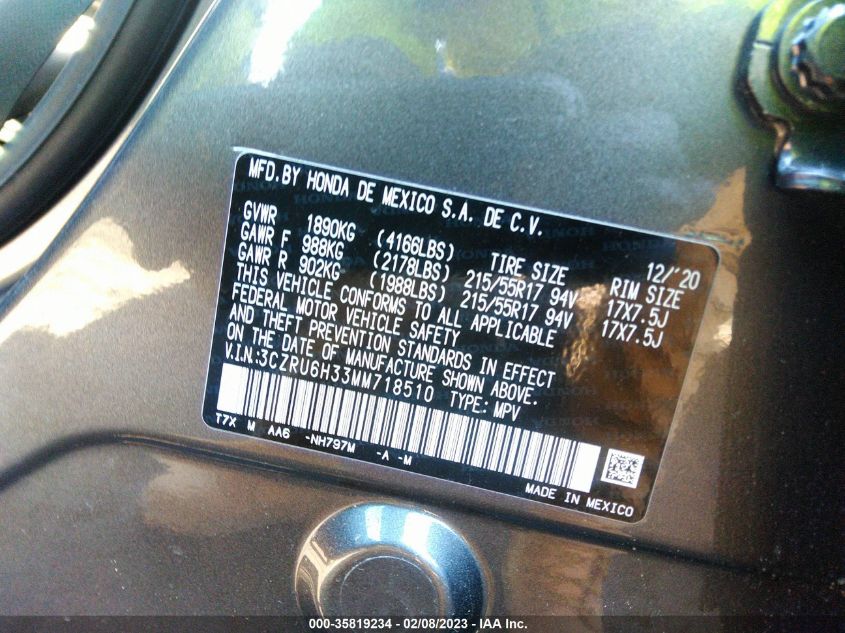 MFD.BY HONDA DE MEXICO S.A. DE C.V.
12/'20
GVWR 1890KG (4166LBS) TIRE SIZE RIM SIZE
GAWR F 988KG (2178LBS) 215/55R17 94V 17X7.5J
GAWR R 902KG (1988LBS) 215/55R17 94V 17X7.5J
THIS VEHICLE CONFORMS TO ALL APPLICABLE
FEDERAL MOTOR VEHICLE SAFETY
AND THEFT PREVENTION STANDARDS IN EFFECT
ON THE DATE OF MANUFACTURE SHOWN ABOVE.
V.I.N.:3CZRU6H33MM718510 TYPE: MPV
T7X M AA6 -NH797M -A -M
MADE IN MEXICO
000-35819234 - 02/08/2023 - IAA Inc.